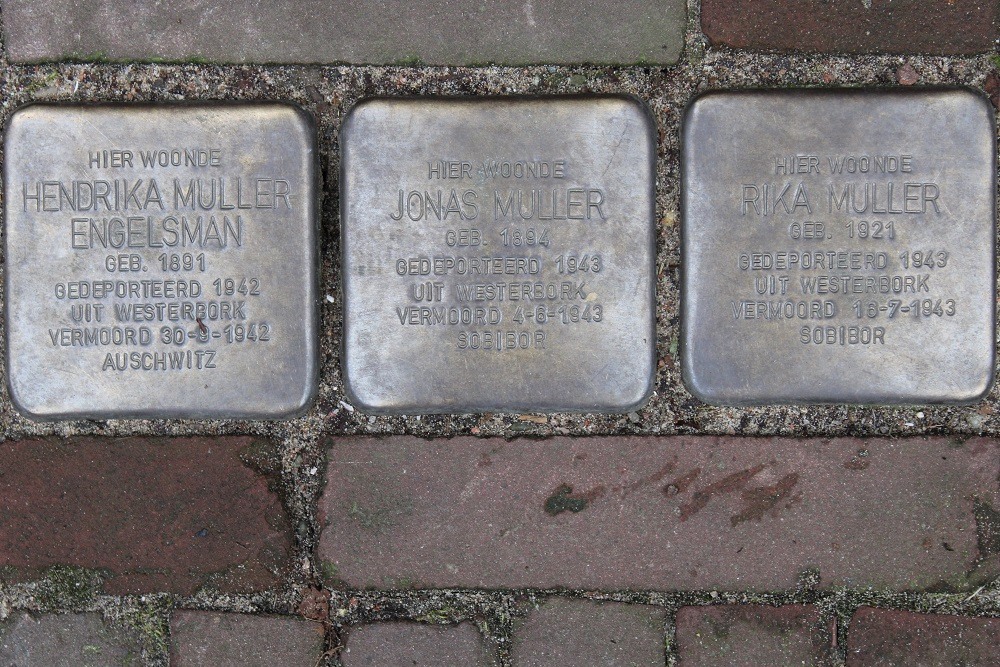 HIER WOONDE
HENDRIKA MULLER
ENGELSMAN
GEB. 1891
GEDEPORTEERD 1942
UIT WESTERBORK
VERMOORD 30-9-1942
AUSCHWITZ
HIER WOONDE
JONAS MULLER
GEB. 1894
GEDEPORTEERD 1943
UIT WESTERBORK
VERMOORD 4-6-1943
SOBIBOR
HIER WOONDE
RIKA MULLER
GEB. 1921
GEDEPORTEERD 1943
UIT WESTERBORK
VERMOORD 16-7-1943
SOBIBOR